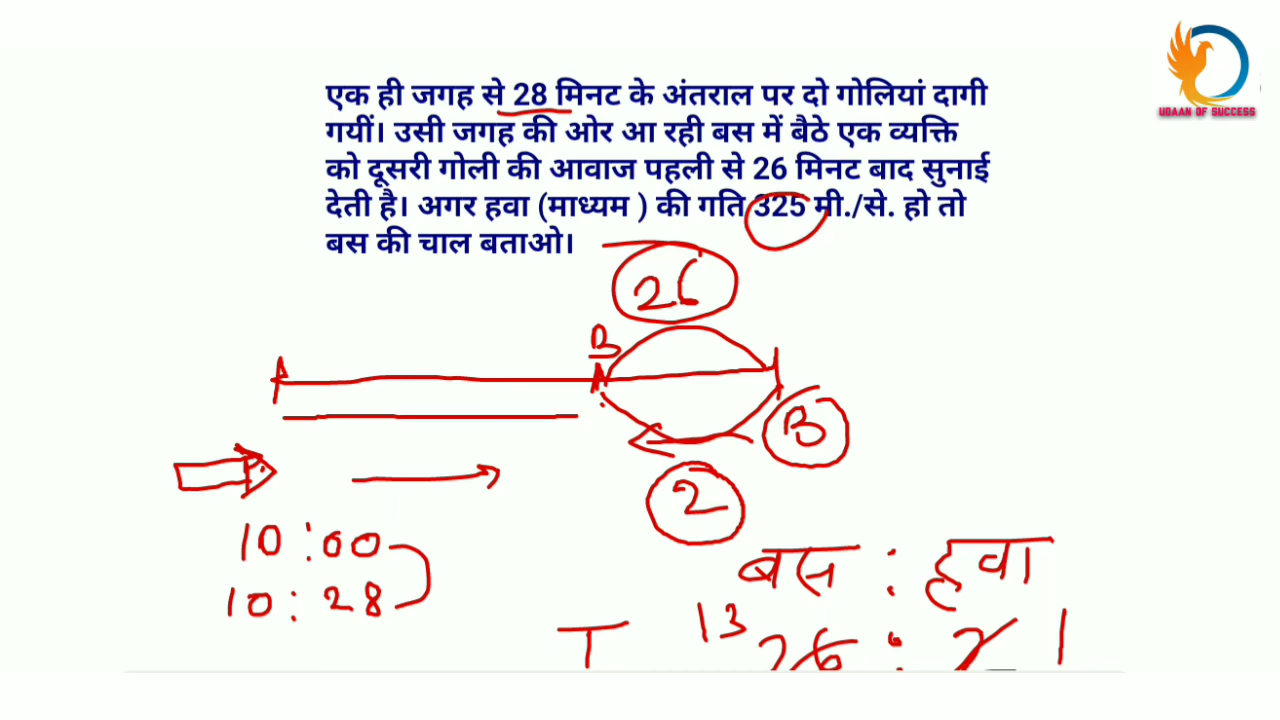 एक ही जगह से 28 मिनट के अंतराल पर दो गोलियां दागी
गयीं। उसी जगह की ओर आ रही बस में बैठे एक व्यक्ति
को दूसरी गोली की आवाज पहली से 26 मिनट बाद सुनाई
देती है। अगर हवा (माध्यम ) की गति 325 मी./से. हो तो
बस की चाल बताओ।
UDAAN OF SUCCESS
26
B
A
B
2
10:00
10:28
बस : हवा
T 13 26 : 2 1